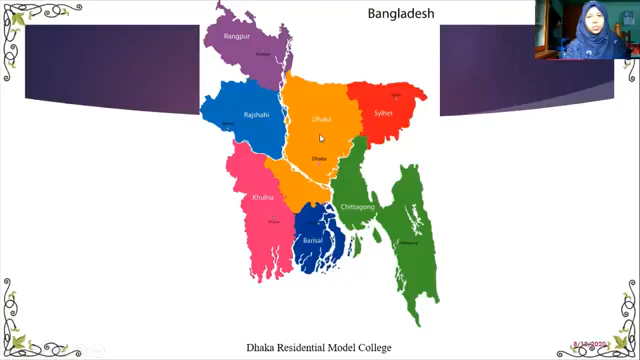 Bangladesh
Rangpur
Rajshahi
Dhaka
Sylhet
Dhaka
Khulna
Chittagong
Barisal
Dhaka Residential Model College